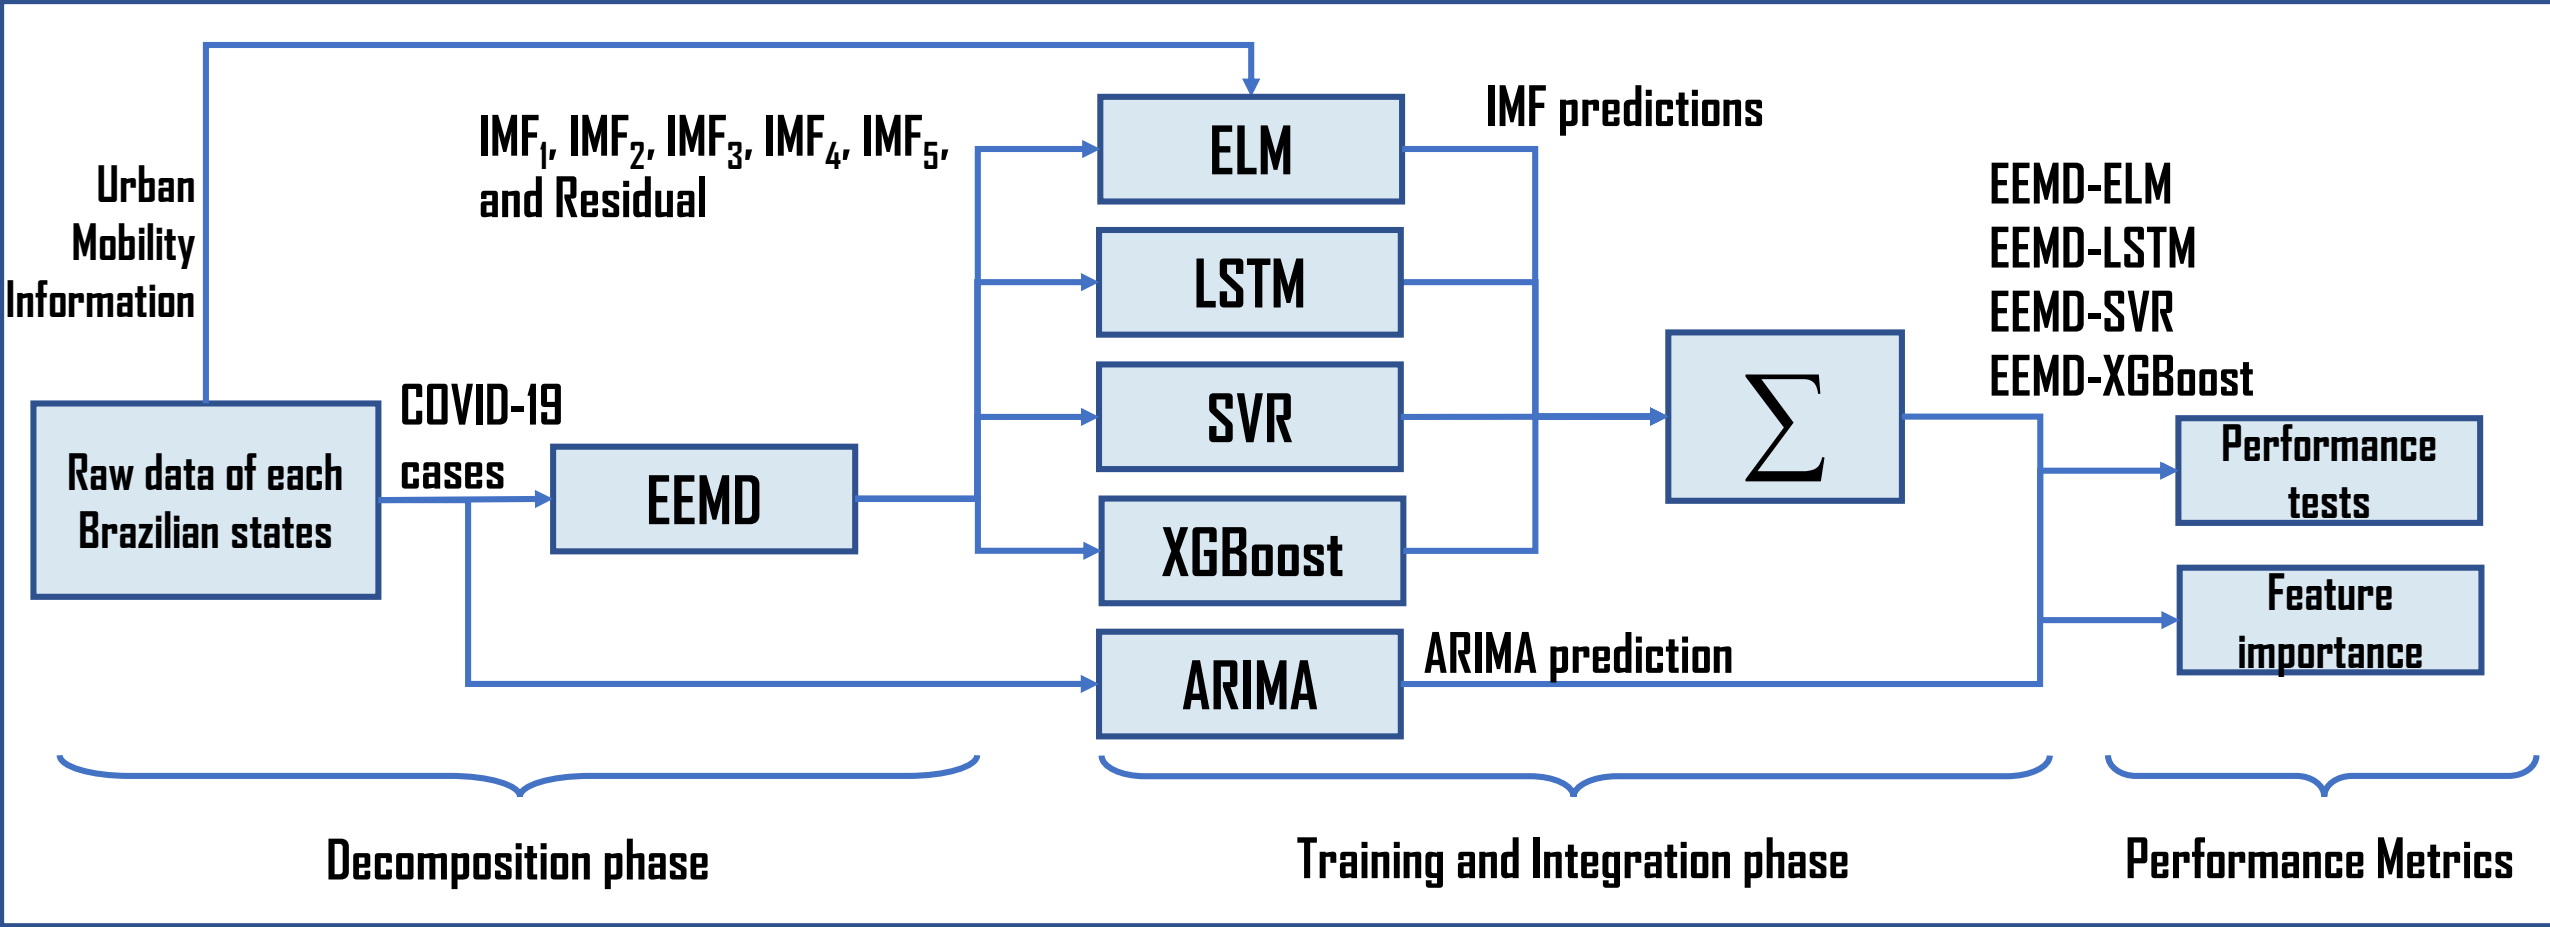 Urban
Mobility
Information
IMF1, IMF2, IMF3, IMF4, IMF5,
and Residual
COVID-19
cases
Raw data of each
Brazilian states
EEMD
ELM
LSTM
SVR
XGBoost
ARIMA
IMF predictions
ARIMA prediction
∑
EEMD-ELM
EEMD-LSTM
EEMD-SVR
EEMD-XGBoost
Performance
tests
Feature
importance
Decomposition phase
Training and Integration phase
Performance Metrics